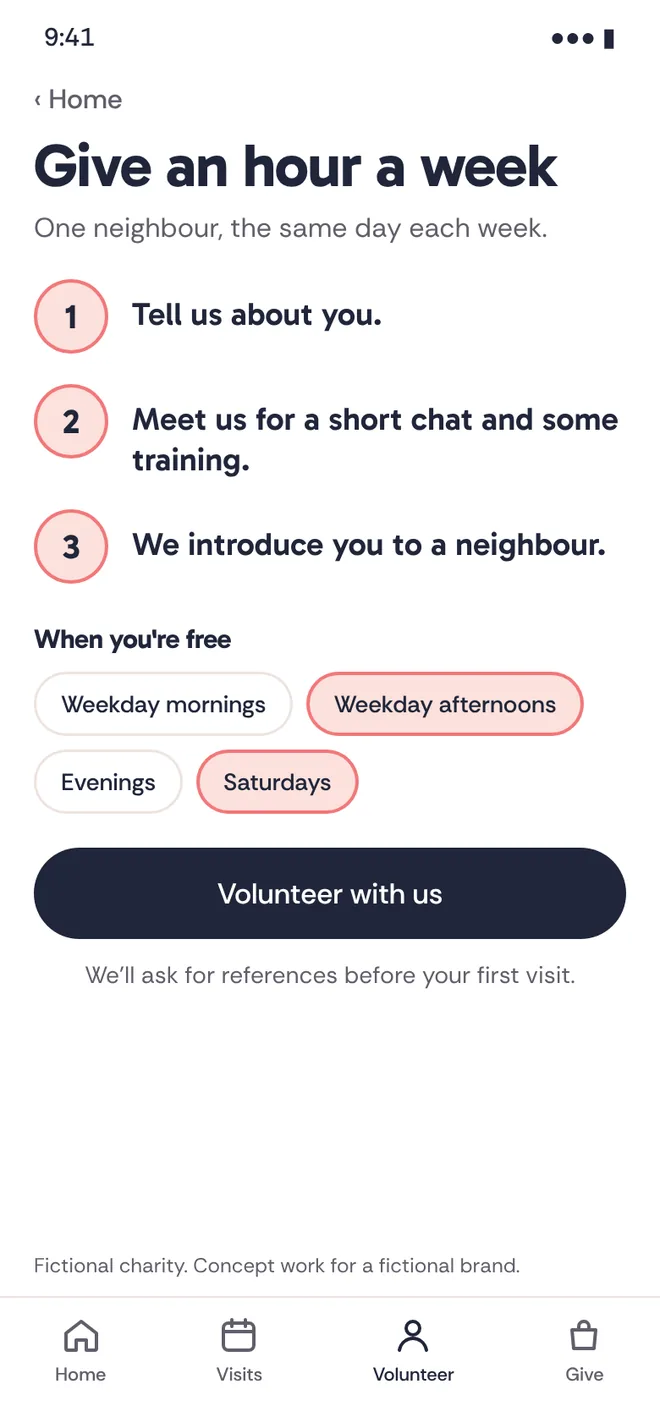 9:41
‹ Home
Give an hour a week
One neighbour, the same day each week.
1
Tell us about you.
2
Meet us for a short chat and some
training.
3
We introduce you to a neighbour.
When you're free
Weekday mornings
Weekday afternoons
Evenings
Saturdays
Volunteer with us
We’ll ask for references before your first visit.
Fictional charity. Concept work for a fictional brand.
Home
Visits
Volunteer
Give